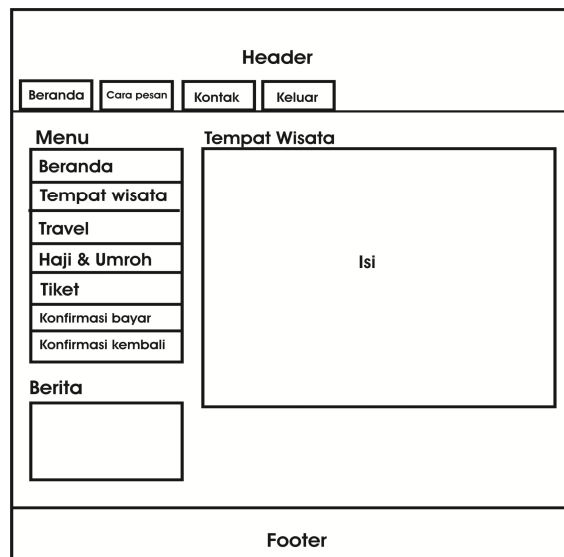 Header
Beranda
Cara pesan
Kontak
Keluar
Menu
Beranda
Tempat wisata
Travel
Haji & Umroh
Tiket
Konfirmasi bayar
Konfirmasi kembali
Berita
Tempat Wisata
Isi
Footer